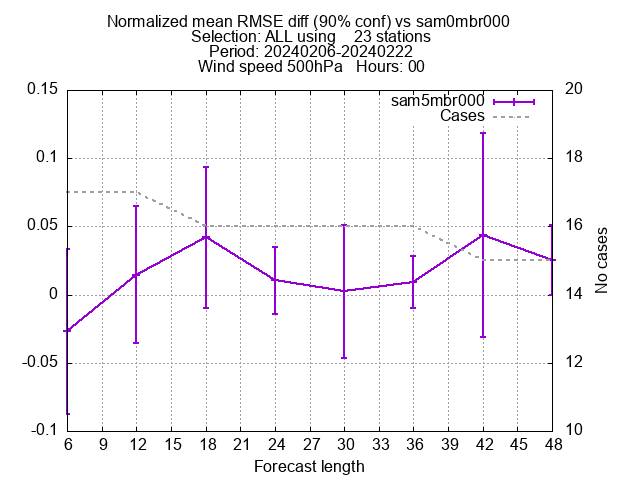 Normalized mean RMSE diff (90% conf) vs sam0mbr000
Selection: ALL using    23 stations
Period: 20240206-20240222
Wind speed 500hPa   Hours: 00
sam5mbr000
Cases
0.15
0.1
0.05
0
-0.05
-0.1
20
18
16
14
12
10
No cases
6 9 12 15 18 21 24 27 30 33 36 39 42 45 48
Forecast length